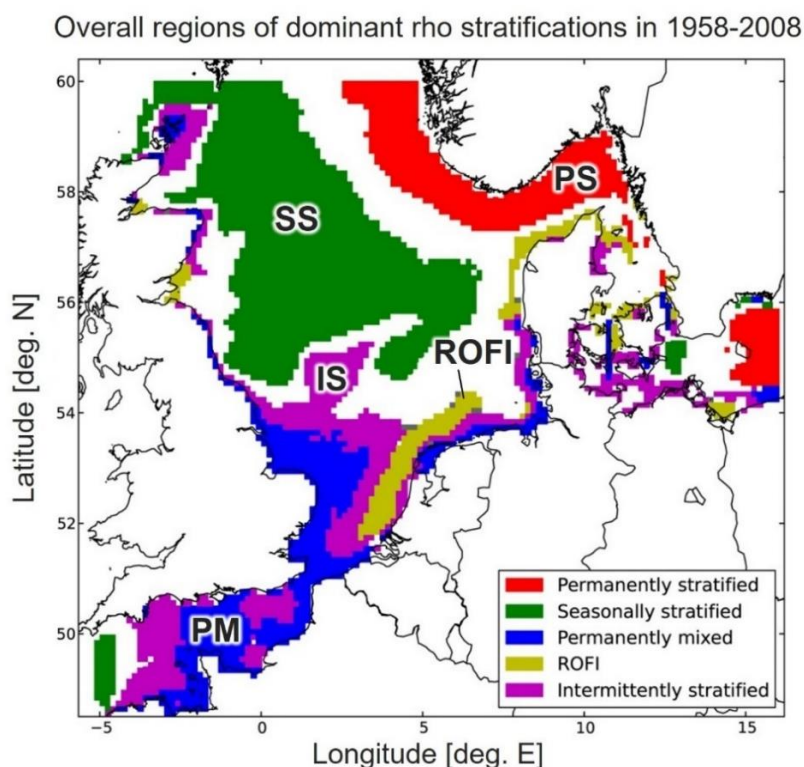 Overall regions of dominant rho stratifications in 1958-2008
60
58
56
54
52
50
Latitude [deg. N]
PS
SS
ROFI
IS
PM
Permanently stratified
Seasonally stratified
Permanently mixed
ROFI
Intermittently stratified
−5
0
5
10
15
Longitude [deg. E]